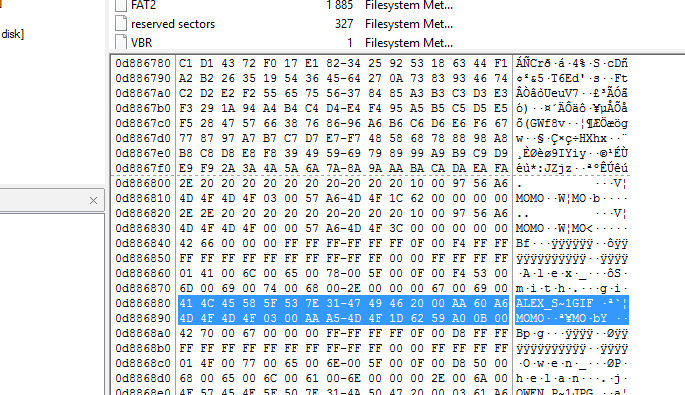 FAT2 1 885 Filesystem Met...
reserved sectors 327 Filesystem Met...
disk]
VBR 1 Filesystem Met...
0d886780 C1 D1 43 72 F0 17 E1 82-34 25 92 53 18 63 44 F1 ÁÑCrð·á·4%·S·cDñ
0d886790 A2 B2 26 35 19 54 36 45-64 27 0A 73 83 93 46 74 ¢²&5·T6Ed'·s··Ft
0d8867a0 C2 D2 E2 F2 55 65 75 56-37 84 85 A3 B3 C3 D3 E3 ÂÒâòUeuV7··£³ÃÓã
0d8867b0 F3 29 1A 94 A4 B4 C4 D4-E4 F4 95 A5 B5 C5 D5 E5 ó)··¤´ÄÔäô·¥µÅÕå
0d8867c0 F5 28 47 57 66 38 76 86-96 A6 B6 C6 D6 E6 F6 67 õ(GWf8v··¦¶ÆÖæög
0d8867d0 77 87 97 A7 B7 C7 D7 E7-F7 48 58 68 78 88 98 A8 w··§·Ç×ç÷HXhx··¨
0d8867e0 B8 C8 D8 E8 F8 39 49 59-69 79 89 99 A9 B9 C9 D9 ¸ÈØèø9IYiy··©¹ÉÙ
0d8867f0 E9 F9 2A 3A 4A 5A 6A 7A-8A 9A AA BA CA DA EA FA éù*:JZjz··ªºÊÚêú
0d886800 2E 20 20 20 20 20 20 20-20 20 20 10 00 97 56 A6 . ···V¦
0d886810 4D 4F 4D 4F 03 00 57 A6-4D 4F 1C 62 00 00 00 00 MOMO··W¦MO·b····
0d886820 2E 2E 20 20 20 20 20 20-20 20 20 10 00 97 56 A6 .. ···V¦
0d886830 4D 4F 4D 4F 00 00 57 A6-4D 4F 3C 00 00 00 00 00 MOMO··W¦MO<·····
0d886840 42 66 00 00 00 FF FF FF-FF FF FF 0F 00 F4 FF FF Bf···ÿÿÿÿÿÿ··ôÿÿ
0d886850 FF FF FF FF FF FF FF FF-FF FF 00 00 FF FF FF FF ÿÿÿÿÿÿÿÿÿÿ··ÿÿÿÿ
0d886860 01 41 00 6C 00 65 00 78-00 5F 00 0F 00 F4 53 00 ·A·l·e·x·_···ôS·
0d886870 6D 00 69 00 74 00 68 00-2E 00 00 00 67 00 69 00 m·i·t·h·.···g·i·
0d886880 41 4C 45 58 5F 53 7E 31-47 49 46 20 00 AA 60 A6 ALEX_S~1GIF ·ª`¦
0d886890 4D 4F 4D 4F 03 00 AA A5-4D 4F 1D 62 59 A0 0B 00 MOMO··ª¥MO·bY ··
0d8868a0 42 70 00 67 00 00 00 FF-FF FF FF 0F 00 D8 FF FF Bp·g···ÿÿÿÿ··Øÿÿ
0d8868b0 FF FF FF FF FF FF FF FF-FF FF 00 00 FF FF FF FF ÿÿÿÿÿÿÿÿÿÿ··ÿÿÿÿ
0d8868c0 01 4F 00 77 00 65 00 6E-00 5F 00 0F 00 D8 50 00 ·O·w·e·n·_···ØP·
0d8868d0 68 00 65 00 6C 00 61 00-6E 00 00 00 2E 00 6A 00 h·e·l·a·n···.·j·
0d8868e0 4F 57 45 4E 5F 50 7E 31-4A 50 47 20 00 03 61 A6 OWEN_P~1JPG ··a¦